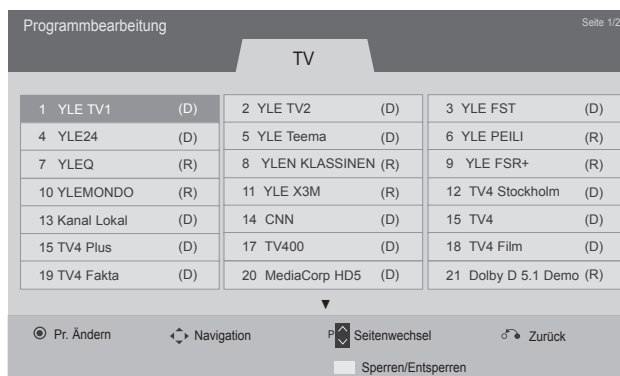 Programmbearbeitung Seite 1/2
TV
1 YLE TV1 (D) 2 YLE TV2 (D) 3 YLE FST (D)
4 YLE24 (D) 5 YLE Teema (D) 6 YLE PEILI (R)
7 YLEQ (R) 8 YLEN KLASSINEN (R) 9 YLE FSR+ (R)
10 YLEMONDO (R) 11 YLE X3M (R) 12 TV4 Stockholm (D)
13 Kanal Lokal (D) 14 CNN (D) 15 TV4 (D)
15 TV4 Plus (D) 17 TV400 (D) 18 TV4 Film (D)
19 TV4 Fakta (D) 20 MediaCorp HD5 (D) 21 Dolby D 5.1 Demo (R)
Pr. Ändern Navigation P Seitenwechsel Zurück
Sperren/Entsperren